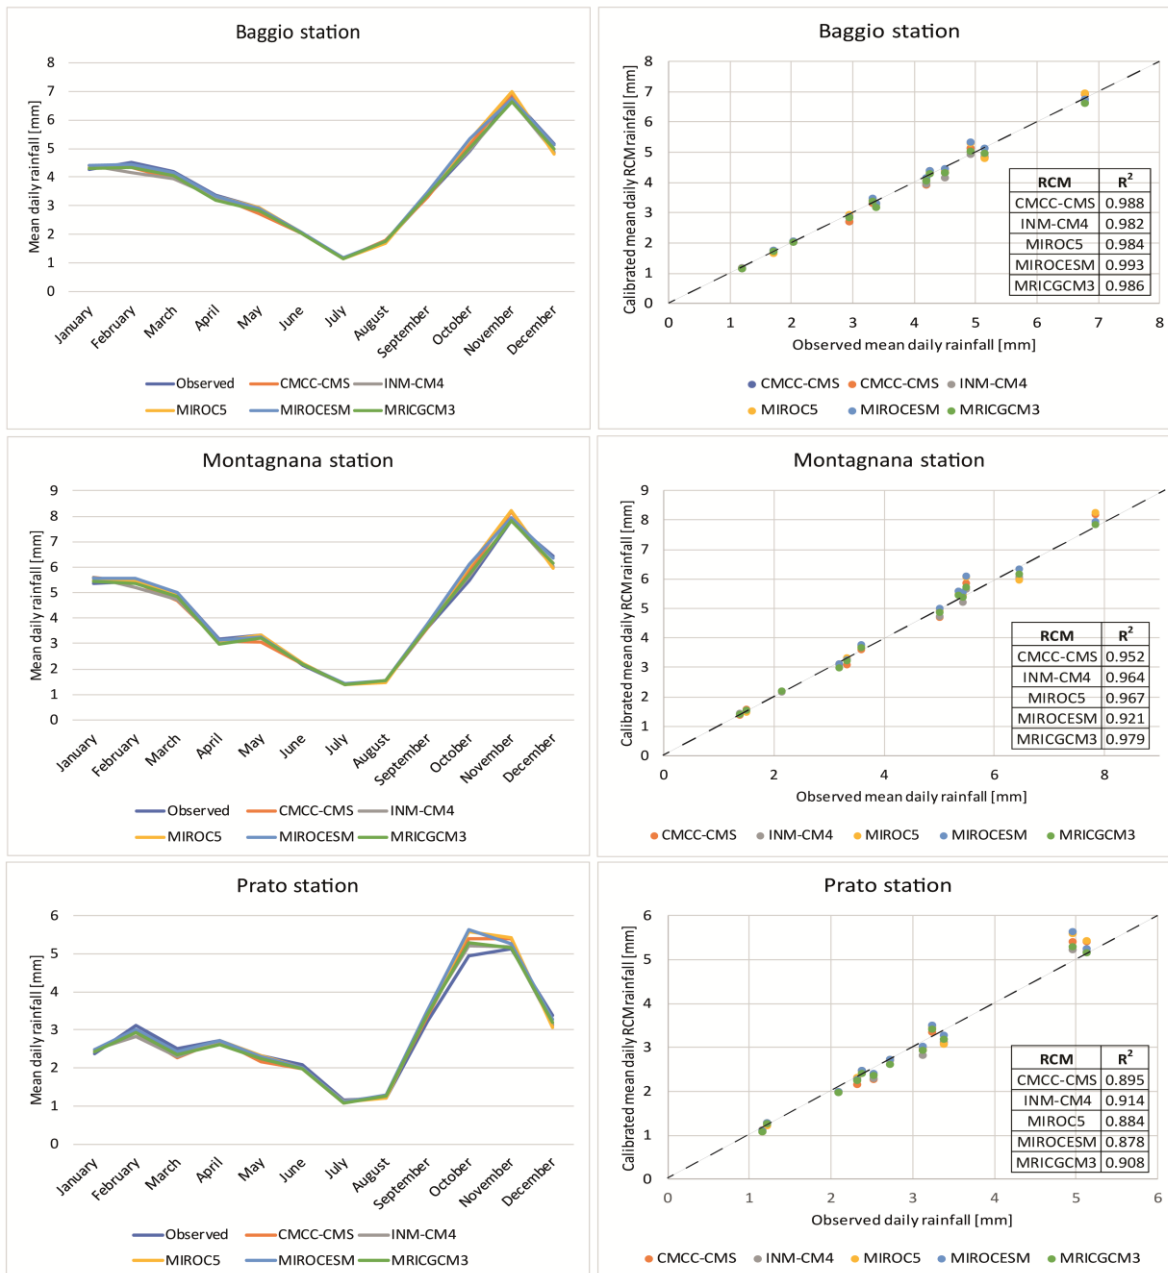 Baggio station
Mean daily rainfall [mm]
8
7
6
5
4
3
2
1
0
January
February
March
April
May
June
July
August
September
October
November
December
Observed CMCC-CMS INM-CM4
MIROC5 MIROCESM MRICGCM3
Baggio station
Calibrated mean daily RCM rainfall [mm]
8
7
6
5
4
3
2
1
0
RCM R²
CMCC-CMS 0.988
INM-CM4 0.982
MIROC5 0.984
MIROCESM 0.993
MRICGCM3 0.986
0 1 2 3 4 5 6 7 8
Observed mean daily rainfall [mm]
CMCC-CMS CMCC-CMS INM-CM4
MIROC5 MIROCESM MRICGCM3
Montagnana station
Mean daily rainfall [mm]
9
8
7
6
5
4
3
2
1
0
January
February
March
April
May
June
July
August
September
October
November
December
Observed CMCC-CMS INM-CM4
MIROC5 MIROCESM MRICGCM3
Montagnana station
Calibrated mean daily RCM rainfall [mm]
9
8
7
6
5
4
3
2
1
0
RCM R²
CMCC-CMS 0.952
INM-CM4 0.964
MIROC5 0.967
MIROCESM 0.921
MRICGCM3 0.979
0 2 4 6 8
Observed mean daily rainfall [mm]
CMCC-CMS INM-CM4 MIROC5 MIROCESM MRICGCM3
Prato station
Mean daily rainfall [mm]
6
5
4
3
2
1
0
January
February
March
April
May
June
July
August
September
October
November
December
Observed CMCC-CMS INM-CM4
MIROC5 MIROCESM MRICGCM3
Prato station
Calibrated mean daily RCM rainfall [mm]
6
5
4
3
2
1
0
RCM R²
CMCC-CMS 0.895
INM-CM4 0.914
MIROC5 0.884
MIROCESM 0.878
MRICGCM3 0.908
0 1 2 3 4 5 6
Observed mean daily rainfall [mm]
CMCC-CMS INM-CM4 MIROC5 MIROCESM MRICGCM3